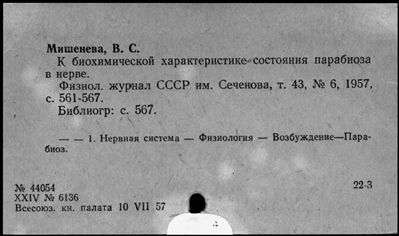 Мишенева, В. С.
К биохимической характеристике состояния парабиоза
в нерве.
Физиол. журнал СССР им. Сеченова, т. 43, № 6, 1957,
с. 561-567.
Библиогр: с. 567.
— — 1. Нервная система — Физиология — Возбуждение—Пара-
биоз.
№ 44054
22-3
XXIV № 6136
Всесоюз. кн. палата 10 VII 57